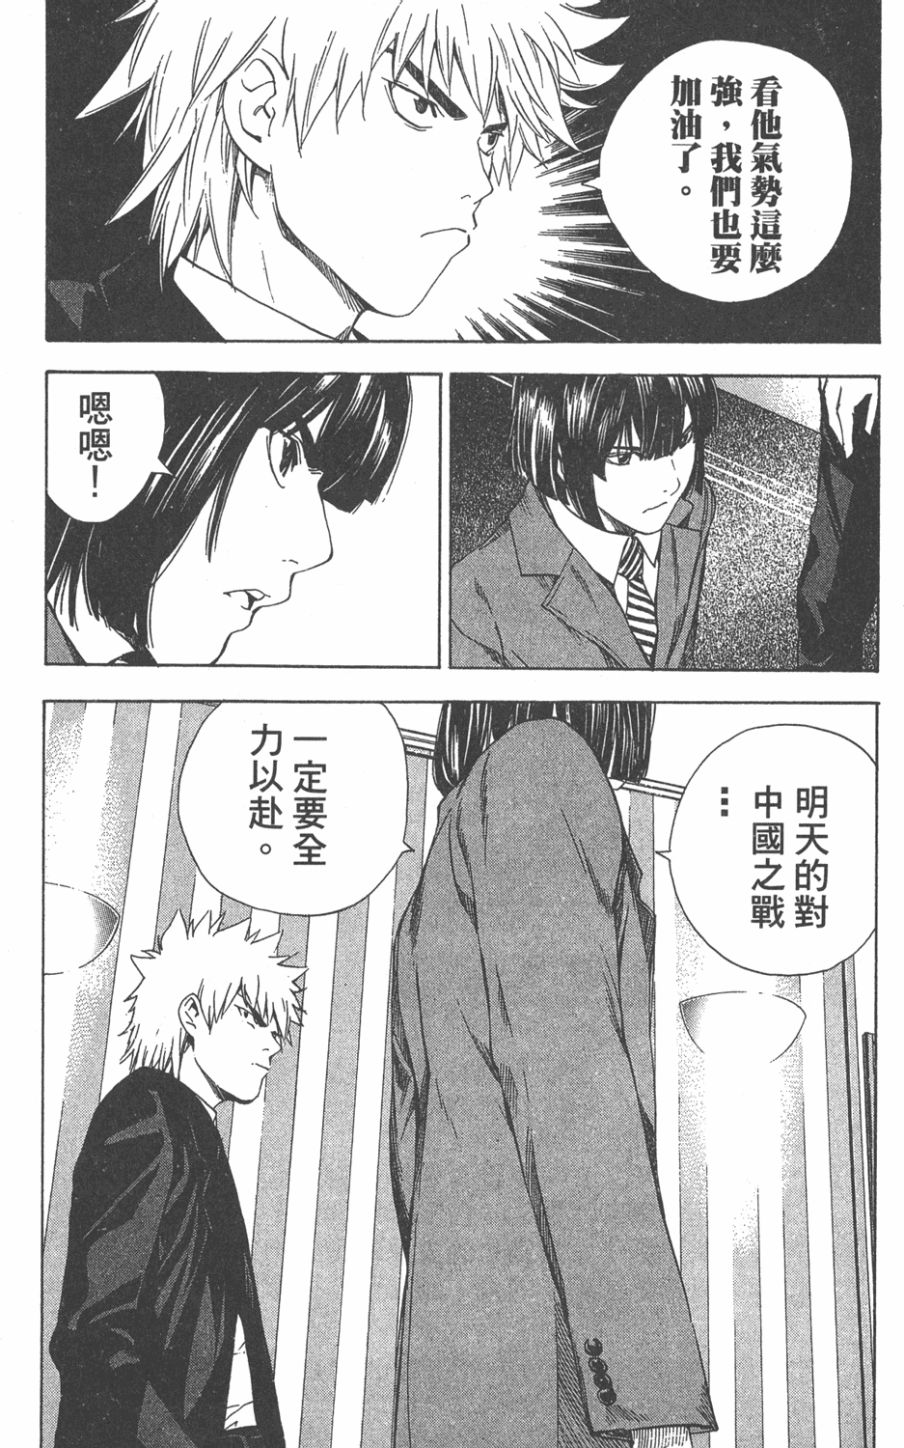 看他氣勢這麼
強，我們也要
加油了。
嗯嗯！
明天的對
中國之戰
…
一定要全
力以赴。